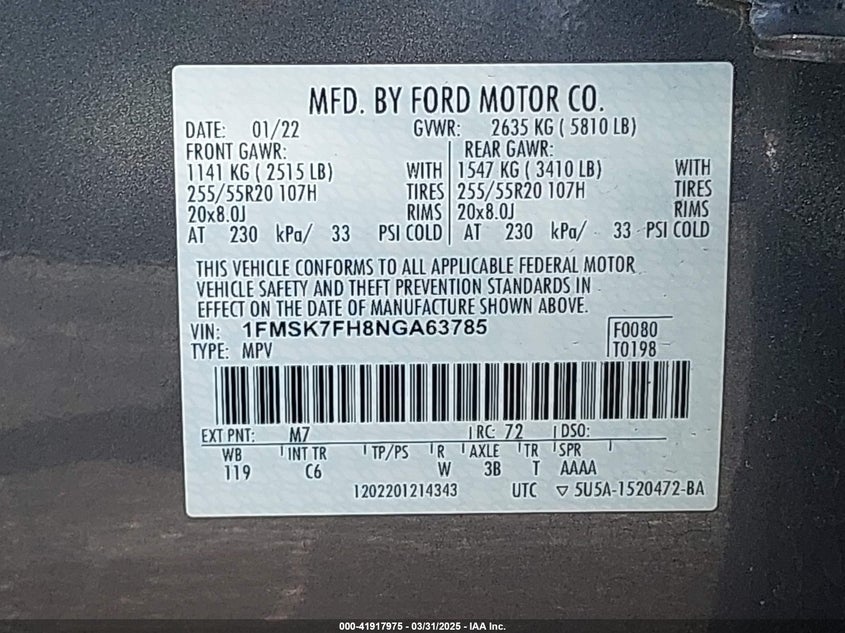 MFD. BY FORD MOTOR CO.
DATE: 01/22 GVWR: 2635 KG ( 5810 LB)
FRONT GAWR: REAR GAWR:
1141 KG ( 2515 LB) WITH 1547 KG ( 3410 LB) WITH
255/55R20 107H TIRES 255/55R20 107H TIRES
20x8.0J RIMS 20x8.0J RIMS
AT 230 kPa/ 33 PSI COLD AT 230 kPa/ 33 PSI COLD
THIS VEHICLE CONFORMS TO ALL APPLICABLE FEDERAL MOTOR
VEHICLE SAFETY AND THEFT PREVENTION STANDARDS IN
EFFECT ON THE DATE OF MANUFACTURE SHOWN ABOVE.
VIN: 1FMSK7FH8NGA63785 F0080
TYPE: MPV T0198
EXT PNT: M7 RC: 72 DSO:
WB INT TR TP/PS R AXLE TR SPR
119 C6 W 3B T AAAA
1202201214343 UTC ▽ 5U5A-1520472-BA
000-41917975 - 03/31/2025 - IAA Inc.